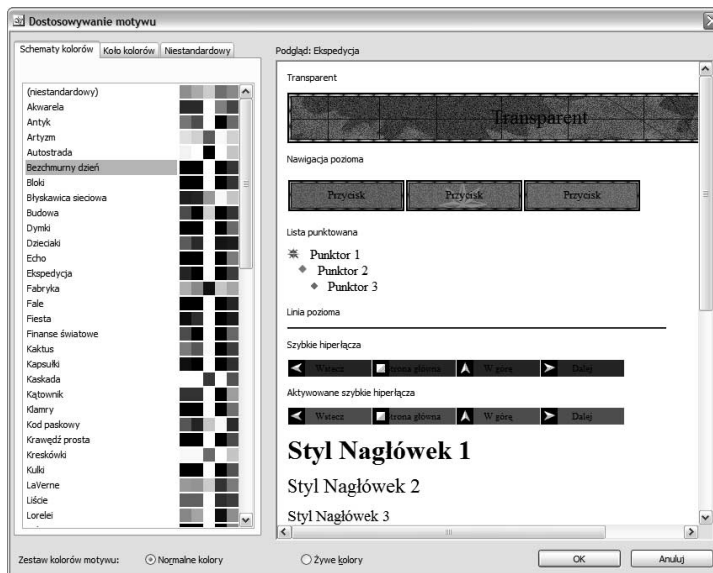 Dostosowywanie motywu
Schematy kolorów Koło kolorów Niestandardowy
(niestandardowy)
Akwarela
Antyk
Artyzm
Autostrada
Bezchmurny dzień
Bloki
Błyskawica sieciowa
Budowa
Dymki
Dzieciaki
Echo
Ekspedycja
Fabryka
Fale
Fiesta
Finanse światowe
Kaktus
Kapsułki
Kaskada
Kątownik
Klamry
Kod paskowy
Krawędź prosta
Kreskówki
Kulki
LaVerne
Liście
Lorelei
Podgląd: Ekspedycja
Transparent
Transparent
Nawigacja pozioma
Przycisk Przycisk Przycisk
Lista punktowana
Punktor 1
Punktor 2
Punktor 3
Linia pozioma
Szybkie hiperłącza
Wstecz trona główna W górę Dalej
Aktywowane szybkie hiperłącza
Wstecz trona główna W górę Dalej
Styl Nagłówek 1
Styl Nagłówek 2
Styl Nagłówek 3
Zestaw kolorów motywu: Normalne kolory Żywe kolory OK Anuluj